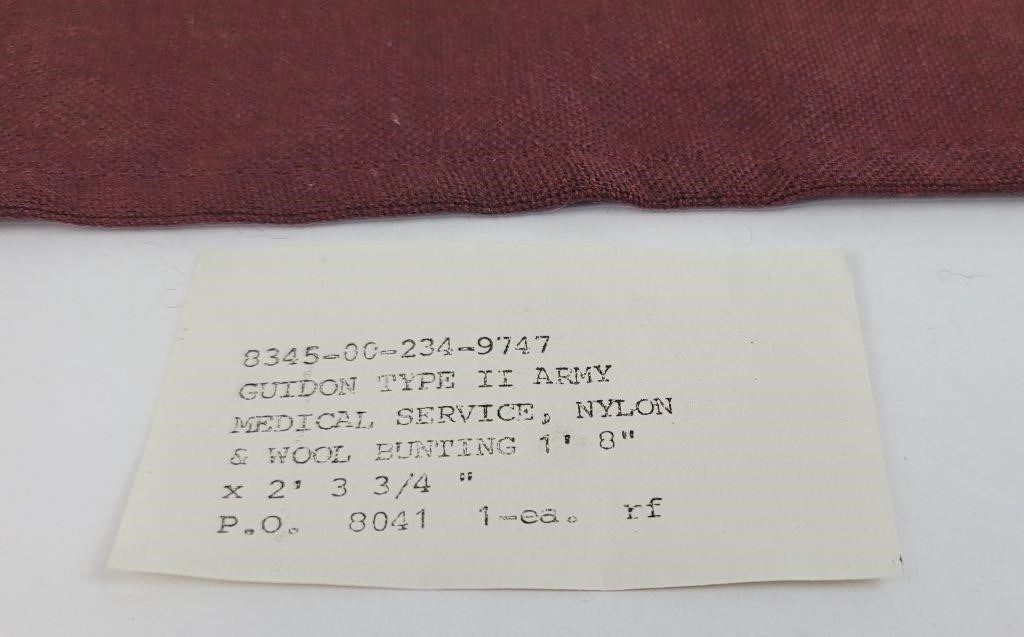 8345-00-234-9747
GUIDON TYPE II ARMY
MEDICAL SERVICE, NYLON
& WOOL BUNTING 1' 8"
x 2' 3 3/4 "
P.O. 8041 1-ea. rf